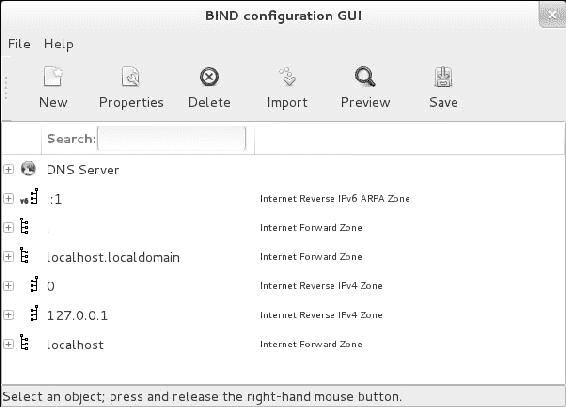 BIND configuration GUI
File Help
New Properties Delete Import Preview Save
Search:
DNS Server
v6 ::1 Internet Reverse IPv6 ARPA Zone
. Internet Forward Zone
localhost.localdomain Internet Forward Zone
0 Internet Reverse IPv4 Zone
127.0.0.1 Internet Reverse IPv4 Zone
localhost Internet Forward Zone
Select an object; press and release the right-hand mouse button.